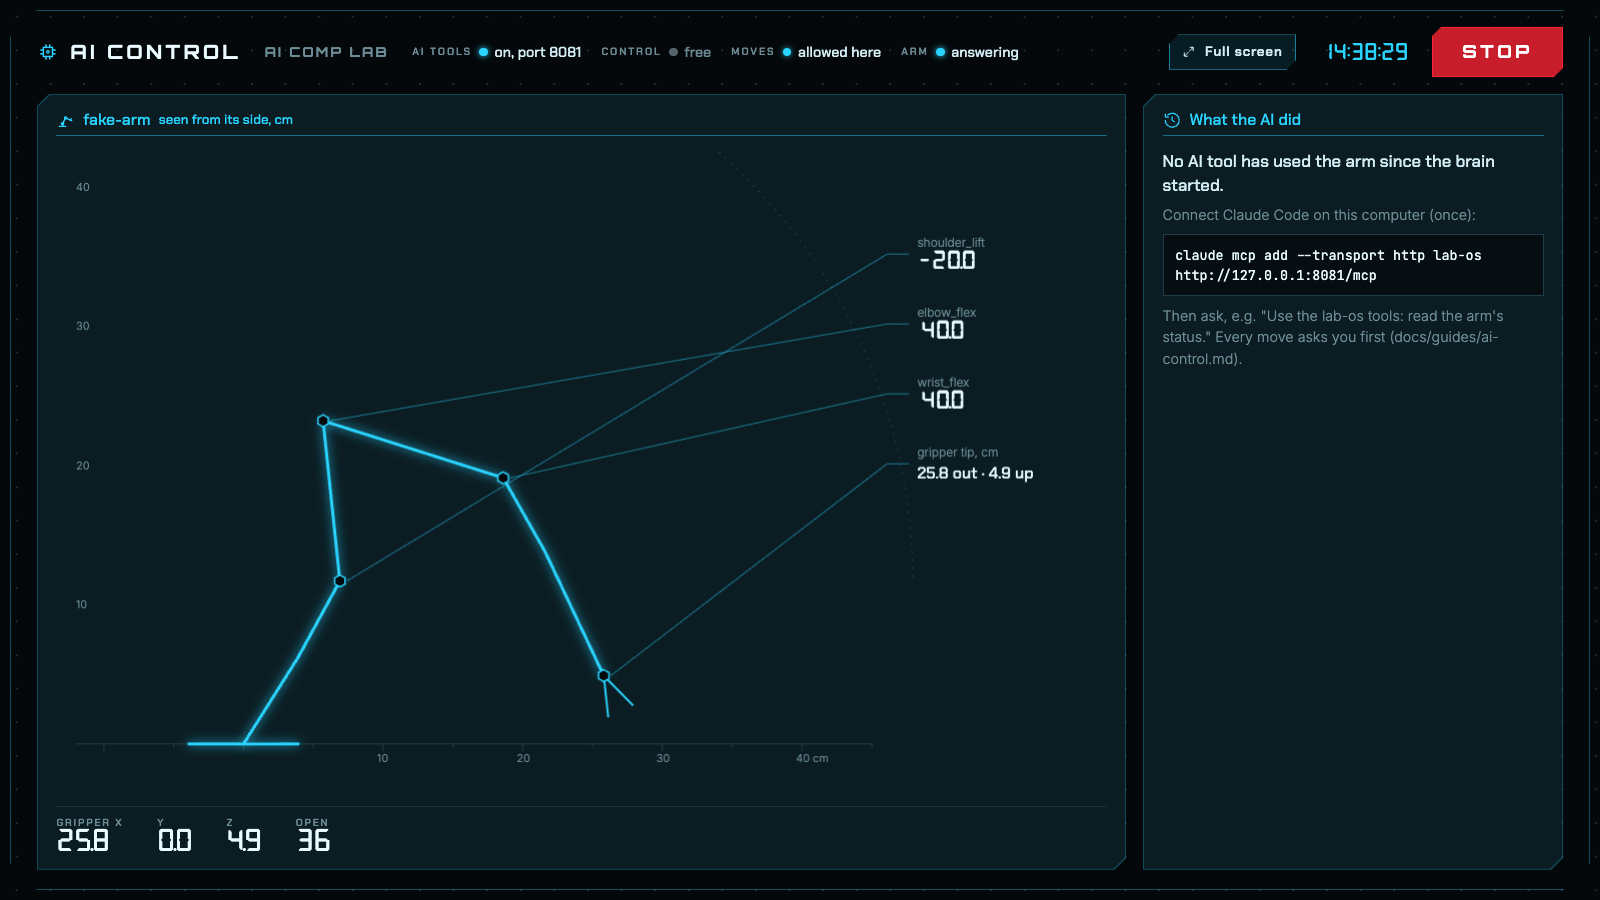 AI CONTROL
AI COMP LAB
AI TOOLS on, port 8081
CONTROL free
MOVES allowed here
ARM answering
Full screen
14:38:29
STOP
fake-arm seen from its side, cm
40
30
20
10
shoulder_lift
-20.0
elbow_flex
40.0
wrist_flex
40.0
gripper tip, cm
25.8 out · 4.9 up
10 20 30 40 cm
GRIPPER X Y Z OPEN
25.8 0.0 4.9 36
What the AI did
No AI tool has used the arm since the brain
started.
Connect Claude Code on this computer (once):
claude mcp add --transport http lab-os
http://127.0.0.1:8081/mcp
Then ask, e.g. "Use the lab-os tools: read the arm's
status." Every move asks you first (docs/guides/ai-
control.md).